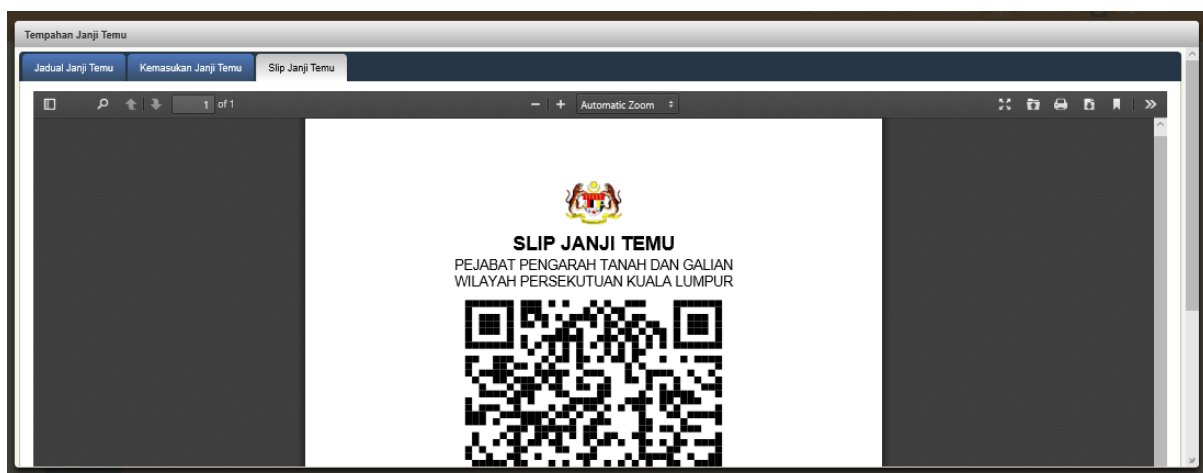 Tempahan Janji Temu
Jadual Janji Temu Kemasukan Janji Temu Slip Janji Temu
1 of 1 Automatic Zoom
SLIP JANJI TEMU
PEJABAT PENGARAH TANAH DAN GALIAN
WILAYAH PERSEKUTUAN KUALA LUMPUR